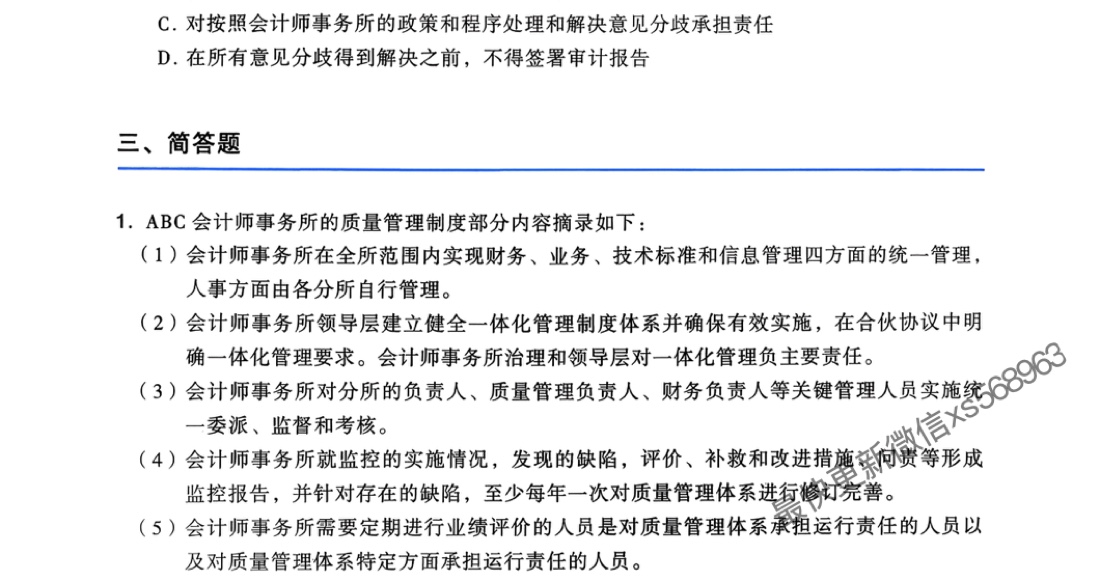 C. 对按照会计师事务所的政策和程序处理和解决意见分歧承担责任
D. 在所有意见分歧得到解决之前，不得签署审计报告
三、简答题
1. ABC 会计师事务所的质量管理制度部分内容摘录如下：
（1）会计师事务所在全所范围内实现财务、业务、技术标准和信息管理四方面的统一管理，
人事方面由各分所自行管理。
（2）会计师事务所领导层建立健全一体化管理制度体系并确保有效实施，在合伙协议中明
确一体化管理要求。会计师事务所治理和领导层对一体化管理负主要责任。
（3）会计师事务所对分所的负责人、质量管理负责人、财务负责人等关键管理人员实施统
一委派、监督和考核。
（4）会计师事务所就监控的实施情况，发现的缺陷，评价、补救和改进措施、问责等形成
监控报告，并针对存在的缺陷，至少每年一次对质量管理体系进行修订完善。
（5）会计师事务所需要定期进行业绩评价的人员是对质量管理体系承担运行责任的人员以
及对质量管理体系特定方面承担运行责任的人员。
最快更新微信xs568963